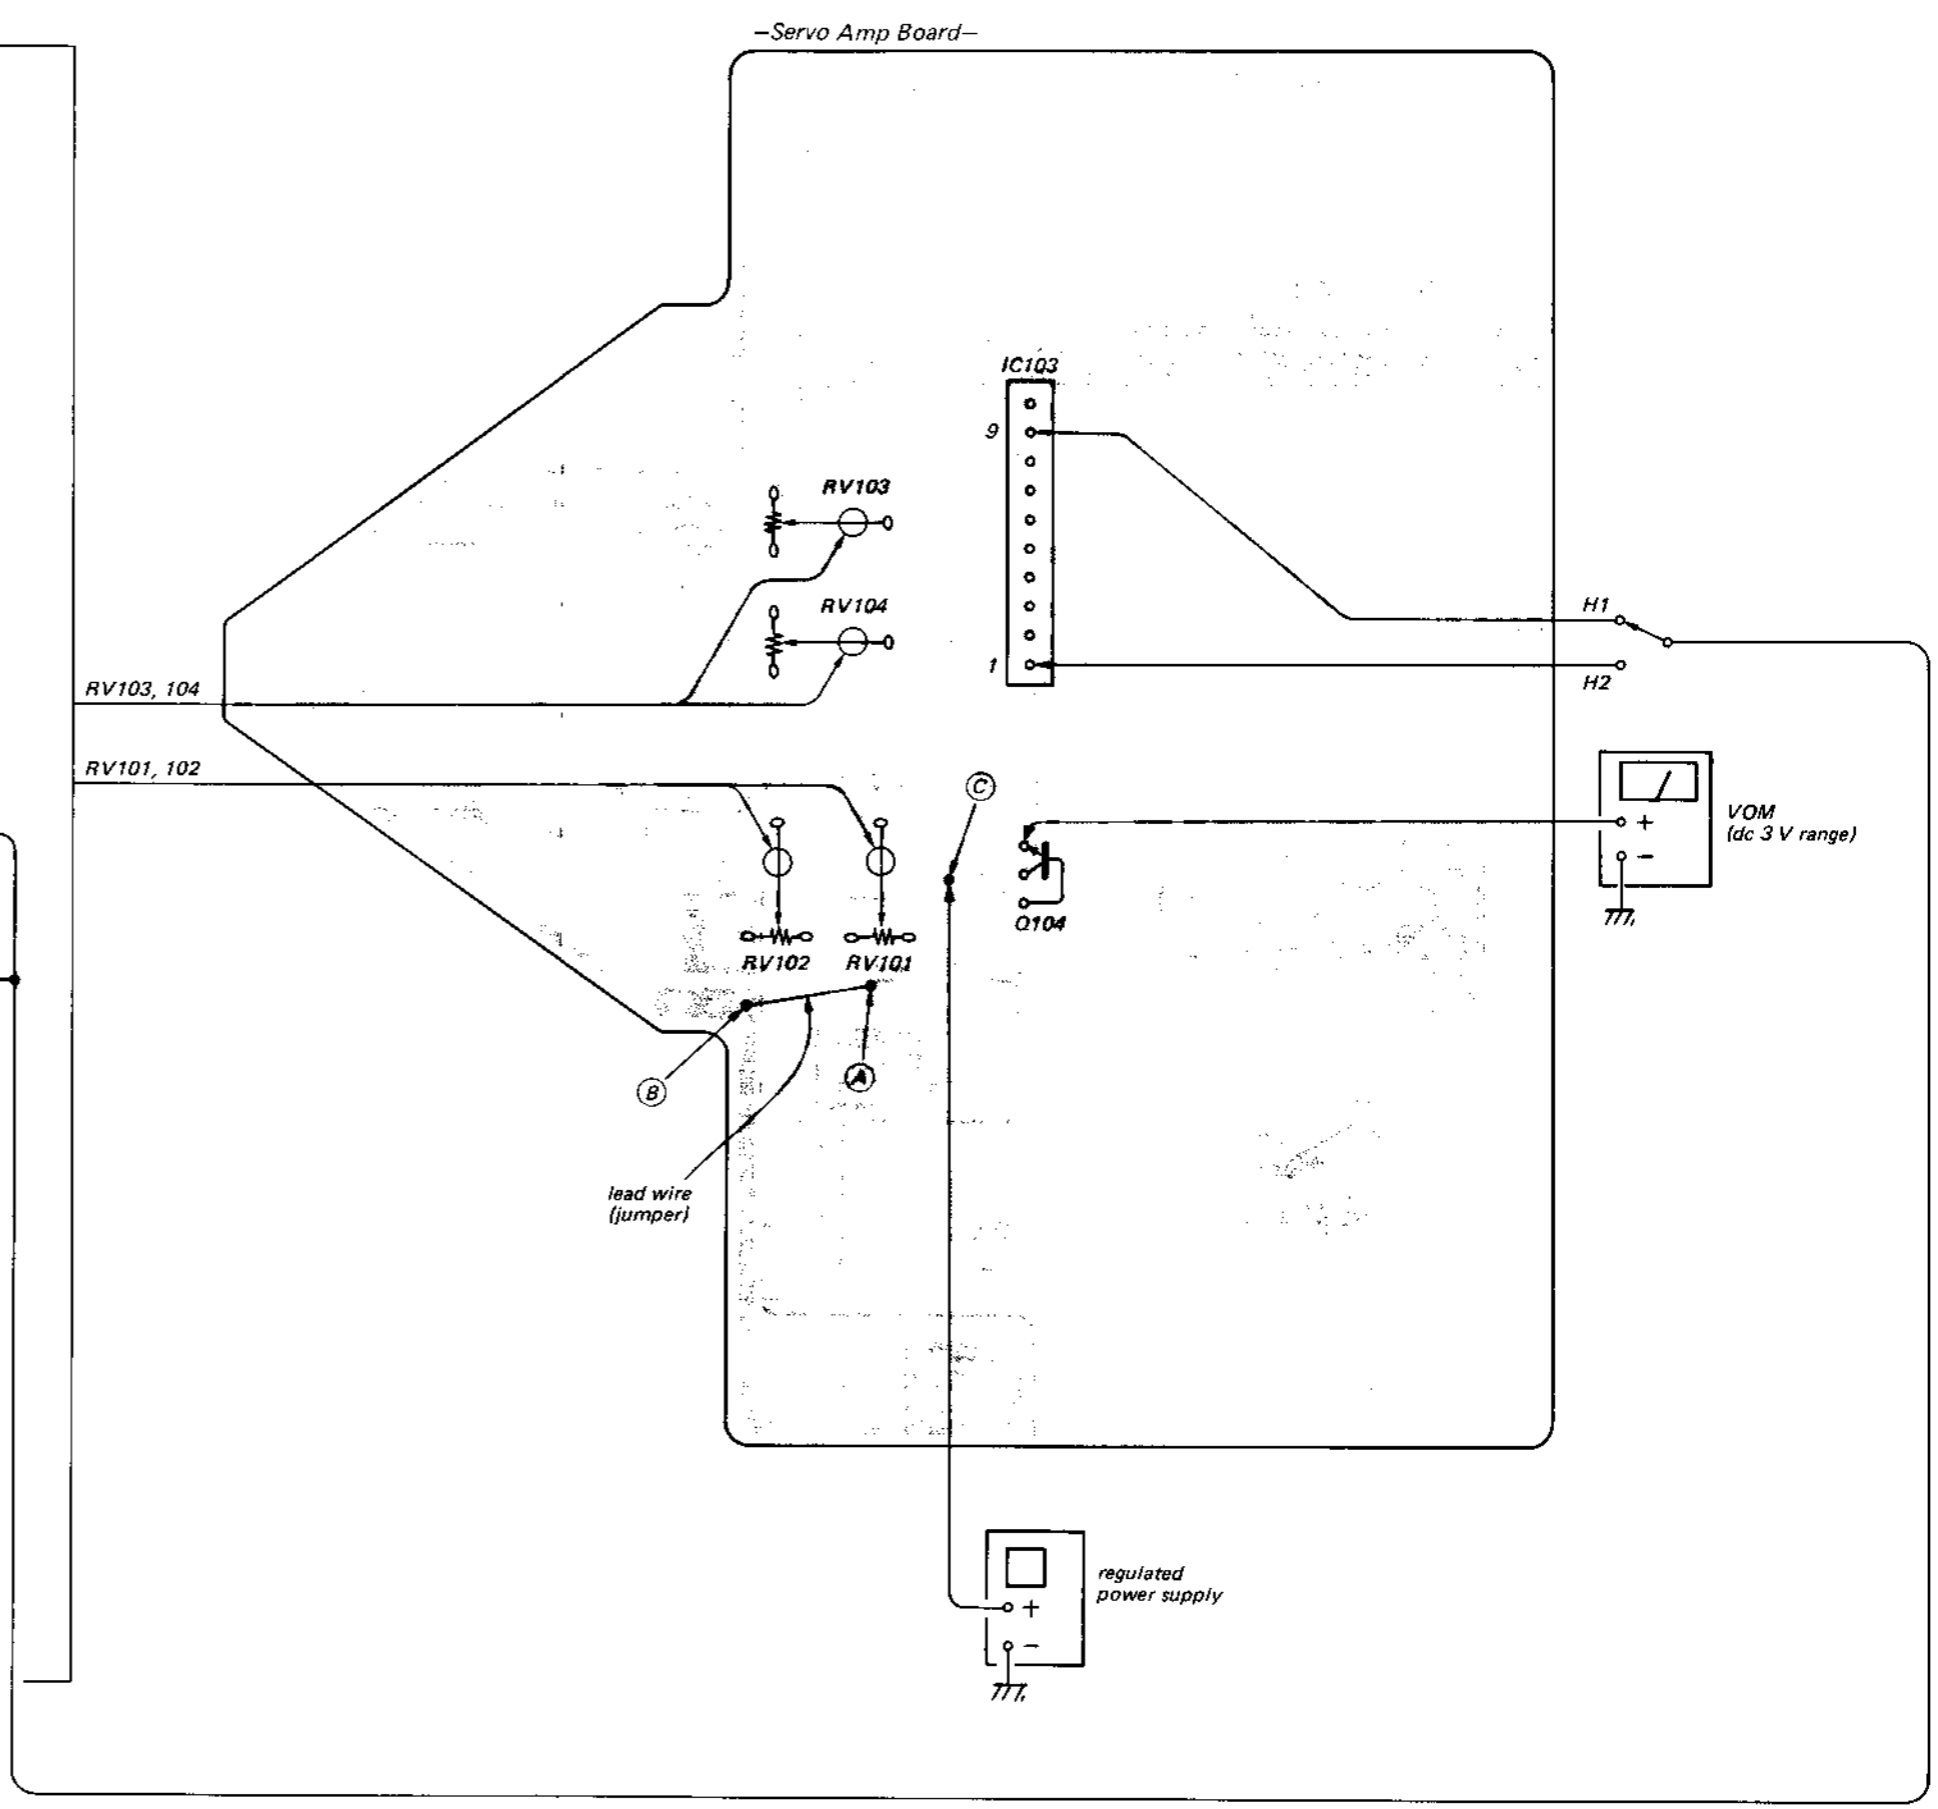 —Servo Amp Board—
IC103
9
RV103
RV104
H1
1
H2
RV103, 104
RV101, 102
C
VOM
(dc 3 V range)
+
−
Q104
RV102
RV101
B
A
lead wire
(jumper)
regulated
power supply
+
−